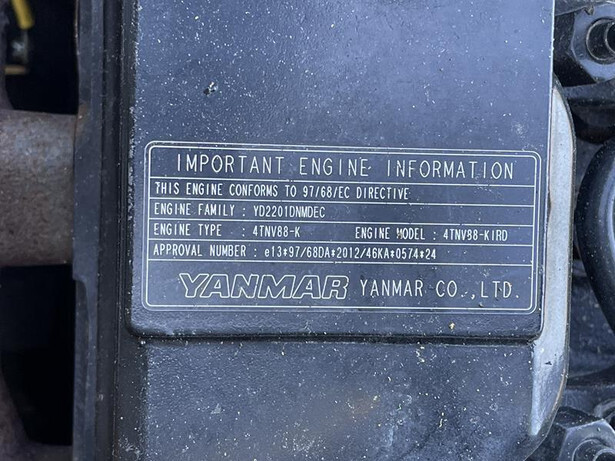 IMPORTANT ENGINE INFORMATION
THIS ENGINE CONFORMS TO 97/68/EC DIRECTIVE
ENGINE FAMILY : YD2201DNMDEC
ENGINE TYPE : 4TNV88-K ENGINE MODEL : 4TNV88-KIRD
APPROVAL NUMBER : e13*97/68DA*2012/46KA*0574*24
YANMAR YANMAR CO.,LTD.